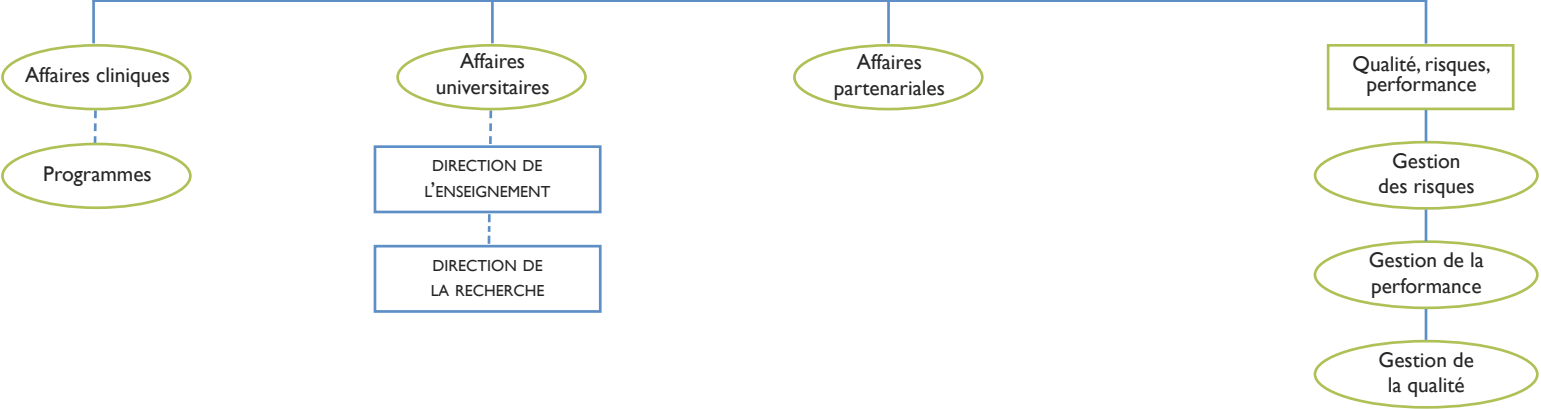 Affaires cliniques
Programmes
Affaires
universitaires
DIRECTION DE
L'ENSEIGNEMENT
DIRECTION DE
LA RECHERCHE
Affaires
partenariales
Qualité, risques,
performance
Gestion
des risques
Gestion de la
performance
Gestion de
la qualité